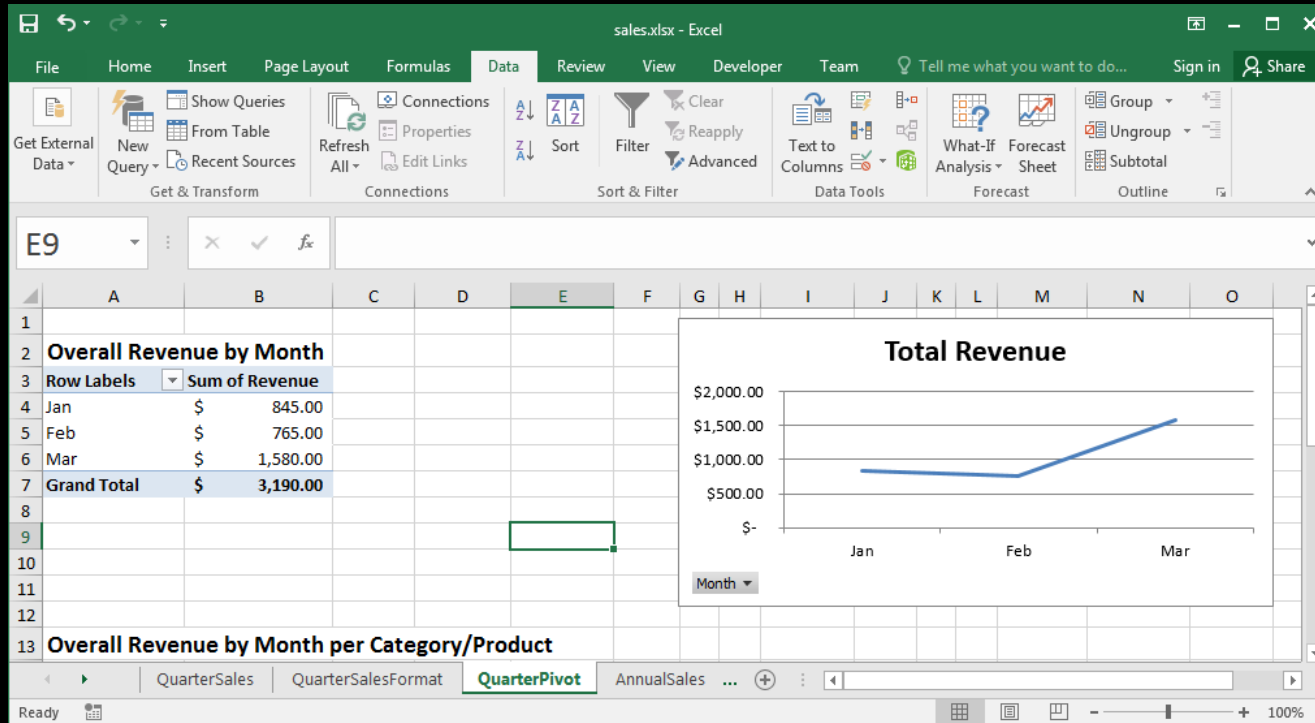 sales.xlsx - Excel
File Home Insert Page Layout Formulas Data Review View Developer Team Tell me what you want to do... Sign in Share
Get External Data
New Query
Show Queries
From Table
Recent Sources
Get & Transform
Refresh All
Connections
Properties
Edit Links
Connections
Sort
Filter
Clear
Reapply
Advanced
Sort & Filter
Text to Columns
Data Tools
What-If Analysis
Forecast Sheet
Forecast
Group
Ungroup
Subtotal
Outline
E9 fx
A B C D E F G H I J K L M N O
1
2 Overall Revenue by Month
3 Row Labels Sum of Revenue
4 Jan $ 845.00
5 Feb $ 765.00
6 Mar $ 1,580.00
7 Grand Total $ 3,190.00
8
9
10
11
12
13 Overall Revenue by Month per Category/Product
Total Revenue
$2,000.00
$1,500.00
$1,000.00
$500.00
$-
Jan Feb Mar
Month
QuarterSales QuarterSalesFormat QuarterPivot AnnualSales ...
Ready 100%